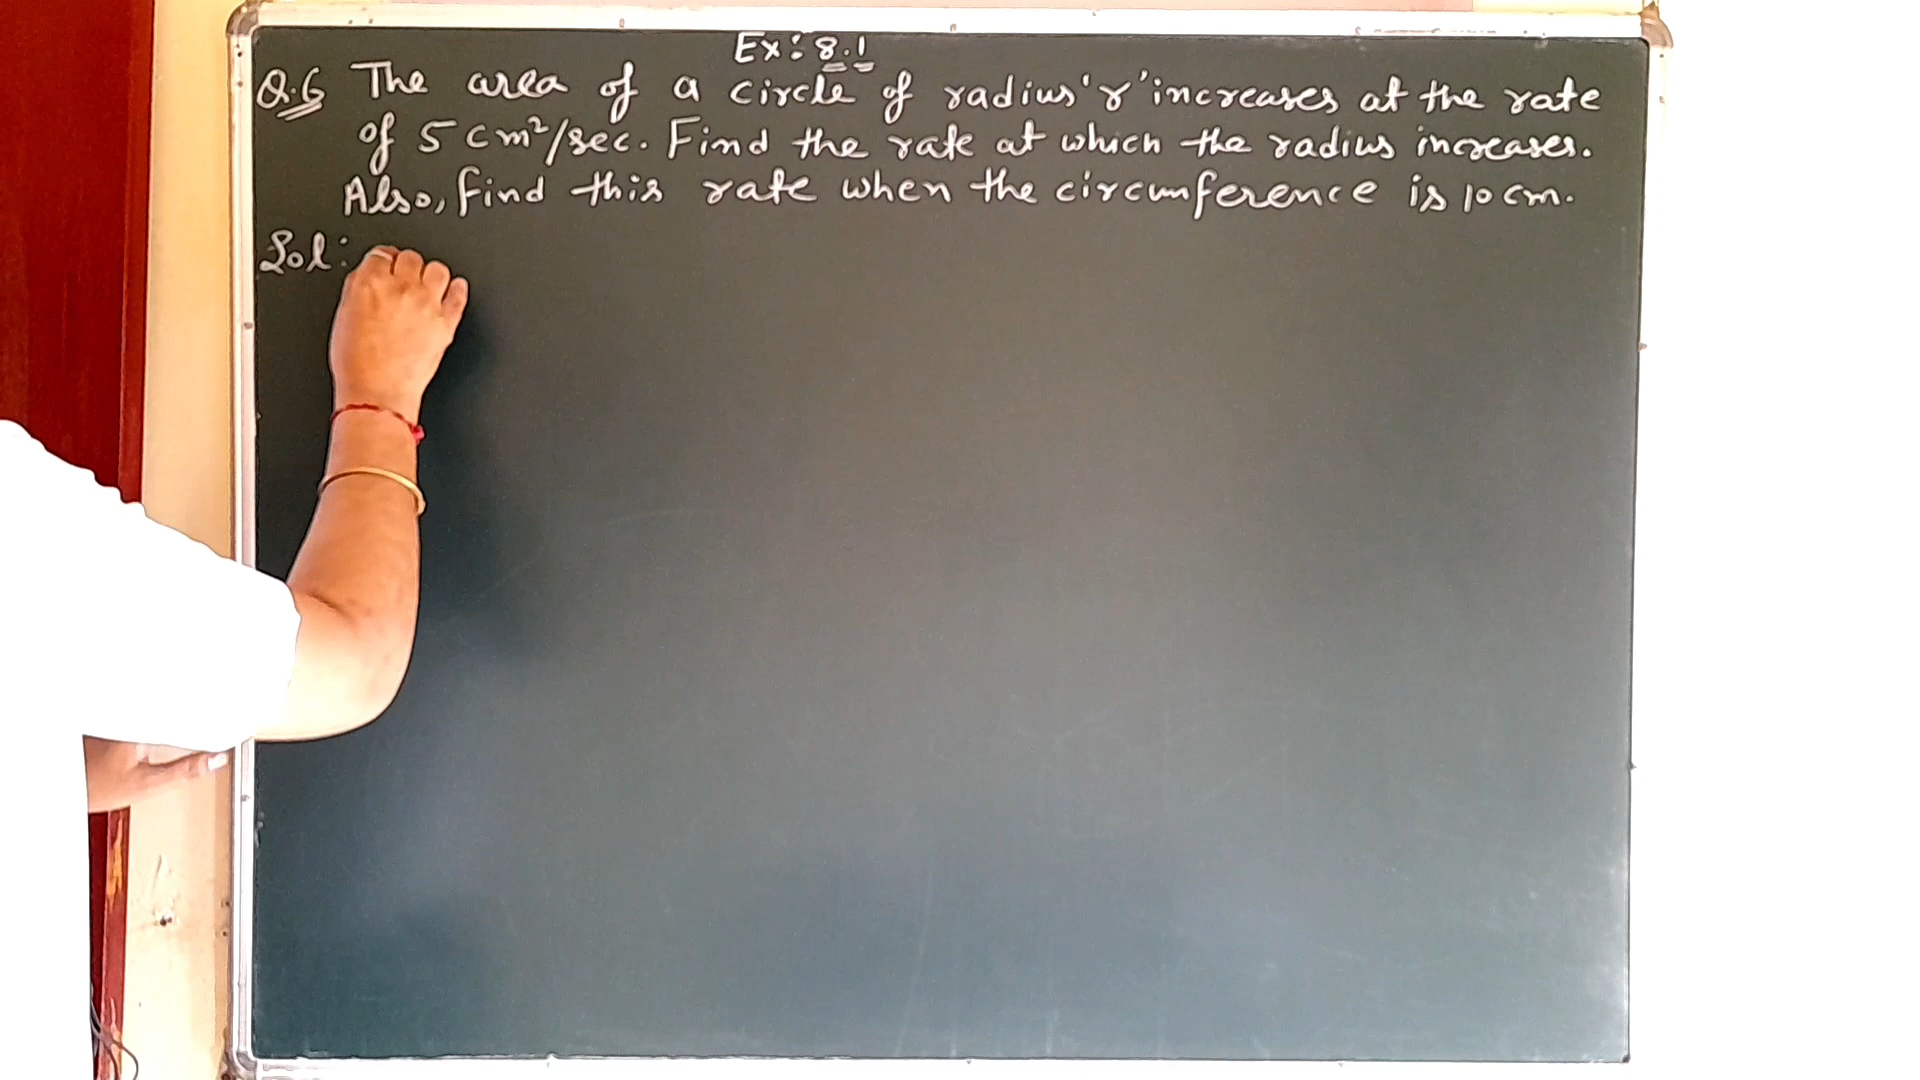 Ex: 8.1
Q.6 The area of a circle of radius 'r' increases at the rate
of 5 cm²/sec. Find the rate at which the radius increases.
Also, find this rate when the circumference is 10 cm.
Sol: